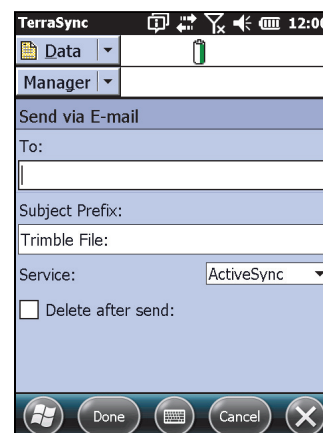 TerraSync 12:00
Data
Manager
Send via E-mail
To:
Subject Prefix:
Trimble File:
Service: ActiveSync
Delete after send:
Done Cancel